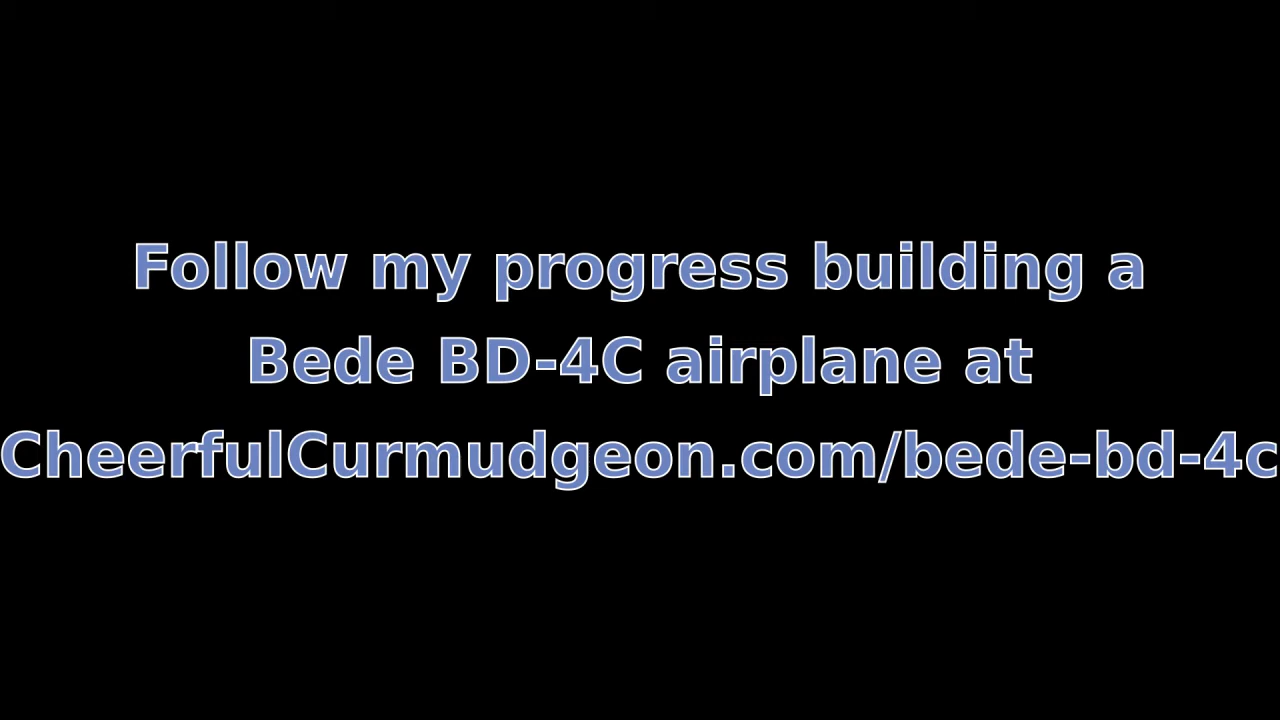 Follow my progress building a
Bede BD-4C airplane at
CheerfulCurmudgeon.com/bede-bd-4c